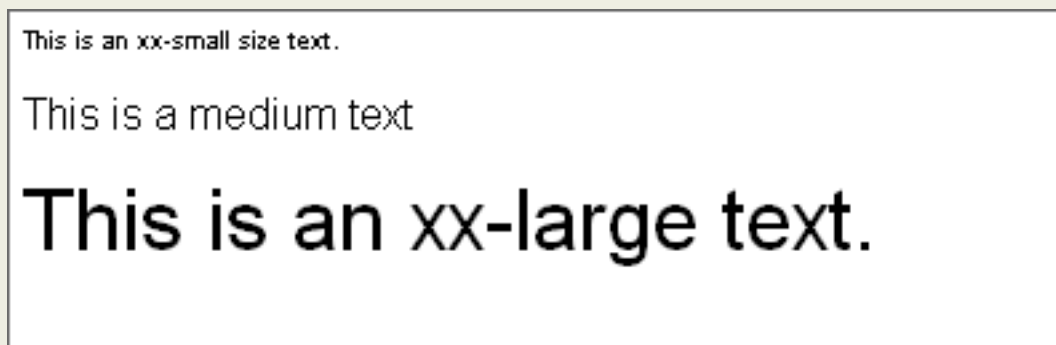 This is an xx-small size text.
This is a medium text
This is an xx-large text.